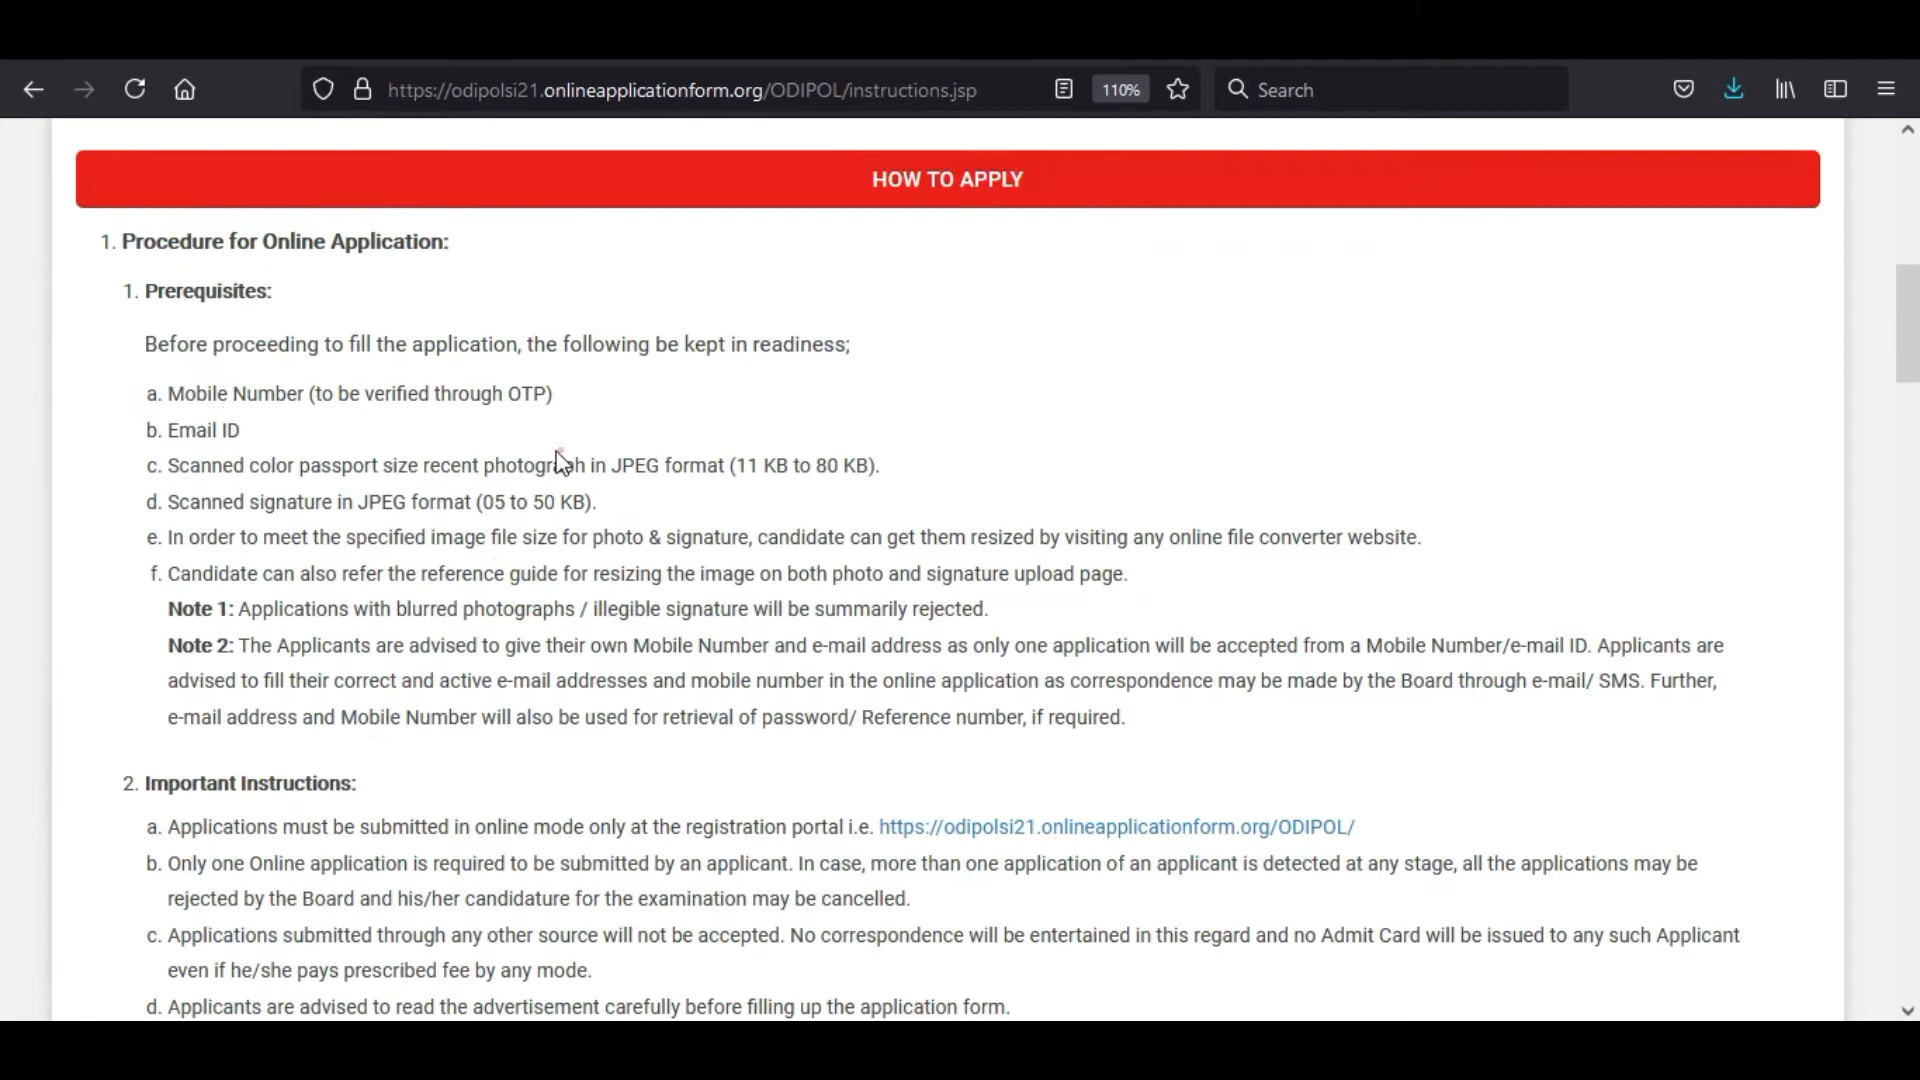 https://odipolsi21.onlineapplicationform.org/ODIPOL/instructions.jsp
110%
Search
HOW TO APPLY
1. Procedure for Online Application:
1. Prerequisites:
Before proceeding to fill the application, the following be kept in readiness;
a. Mobile Number (to be verified through OTP)
b. Email ID
c. Scanned color passport size recent photograph in JPEG format (11 KB to 80 KB).
d. Scanned signature in JPEG format (05 to 50 KB).
e. In order to meet the specified image file size for photo & signature, candidate can get them resized by visiting any online file converter website.
f. Candidate can also refer the reference guide for resizing the image on both photo and signature upload page.
Note 1: Applications with blurred photographs / illegible signature will be summarily rejected.
Note 2: The Applicants are advised to give their own Mobile Number and e-mail address as only one application will be accepted from a Mobile Number/e-mail ID. Applicants are
advised to fill their correct and active e-mail addresses and mobile number in the online application as correspondence may be made by the Board through e-mail/ SMS. Further,
e-mail address and Mobile Number will also be used for retrieval of password/ Reference number, if required.
2. Important Instructions:
a. Applications must be submitted in online mode only at the registration portal i.e. https://odipolsi21.onlineapplicationform.org/ODIPOL/
b. Only one Online application is required to be submitted by an applicant. In case, more than one application of an applicant is detected at any stage, all the applications may be
rejected by the Board and his/her candidature for the examination may be cancelled.
c. Applications submitted through any other source will not be accepted. No correspondence will be entertained in this regard and no Admit Card will be issued to any such Applicant
even if he/she pays prescribed fee by any mode.
d. Applicants are advised to read the advertisement carefully before filling up the application form.